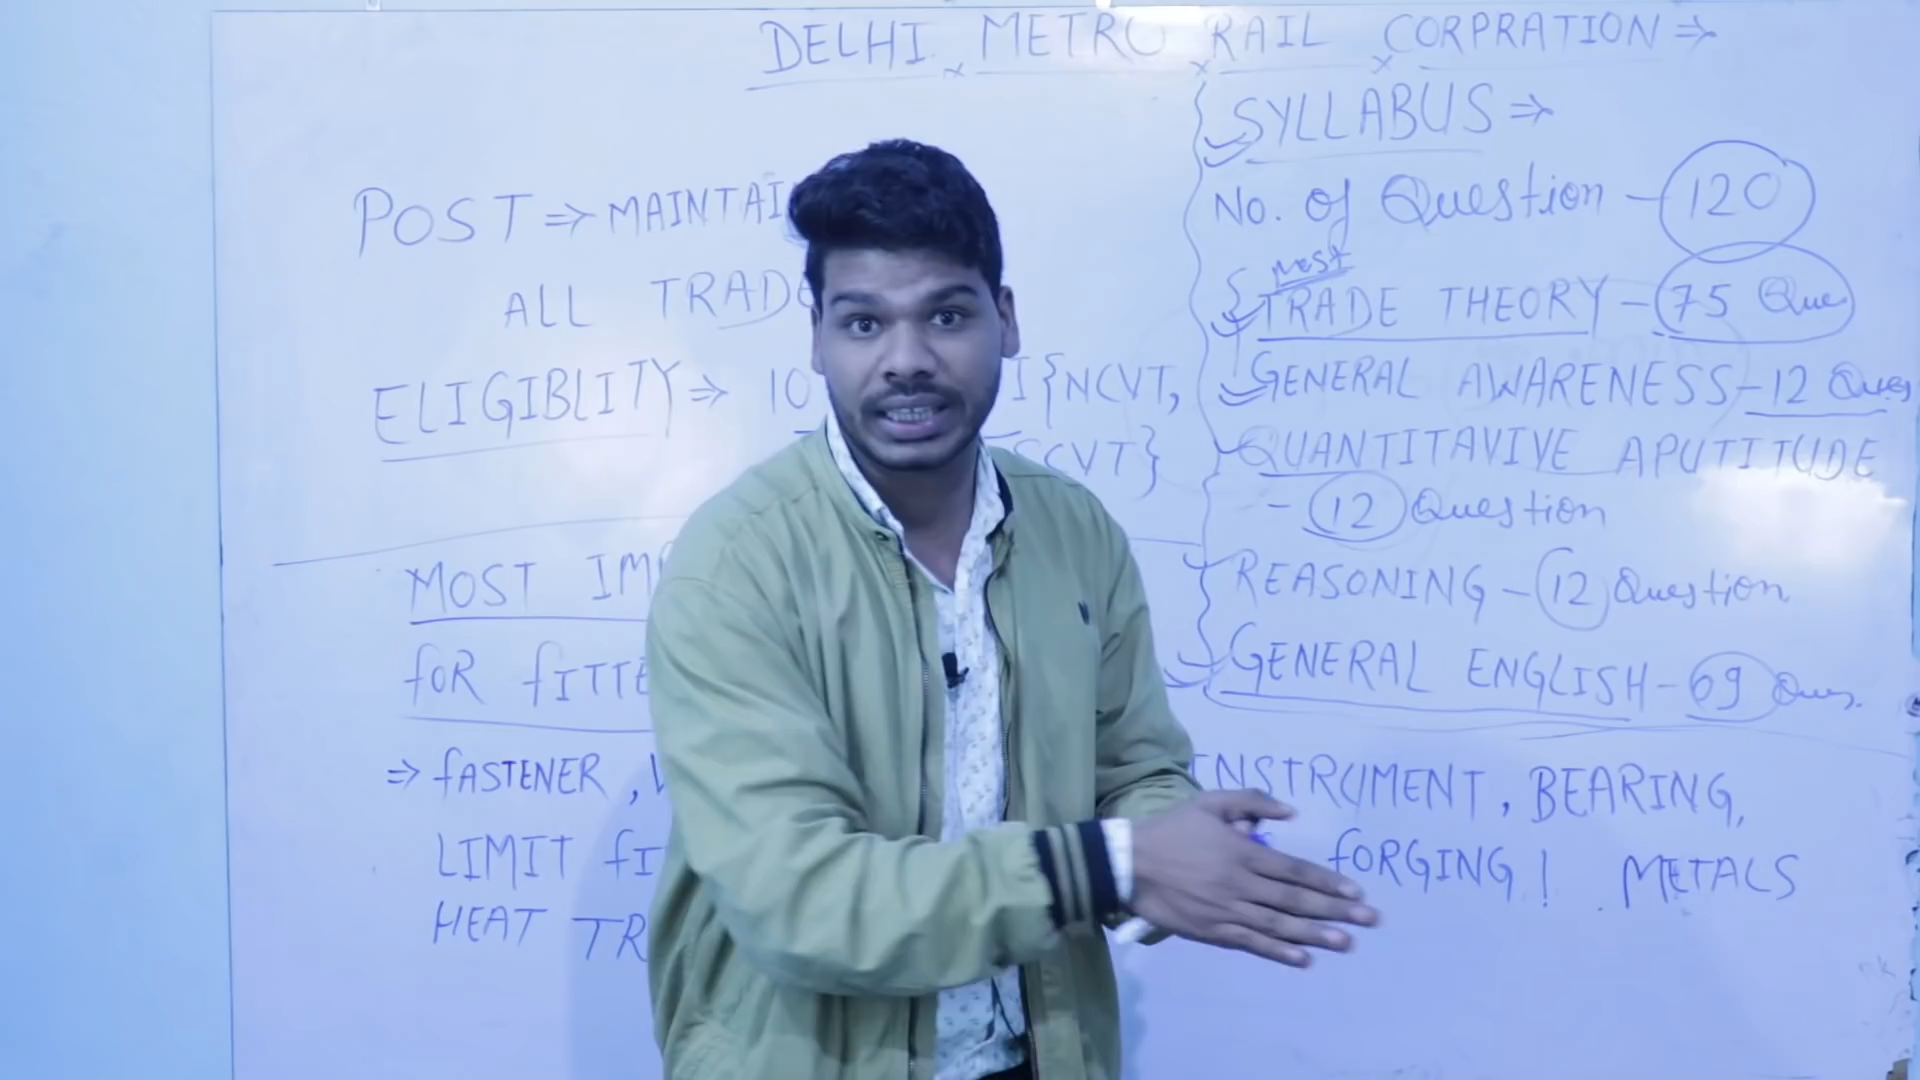 DELHI METRO RAIL CORPRATION ⇒
POST ⇒ MAINTAI
ALL TRADE
ELIGIBLITY ⇒ 10 I {NCVT,
SCVT}
MOST IMP
fOR fITTE
⇒ fASTENER, INSTRUMENT, BEARING,
LIMIT fI fORGING! . METALS
HEAT TR
SYLLABUS ⇒
No. of Question - 120
most
TRADE THEORY - 75 Que
GENERAL AWARENESS - 12 Ques
QUANTITAVIVE APUTITUDE
- 12 Question
REASONING - 12 Question
GENERAL ENGLISH - 09 Ques.